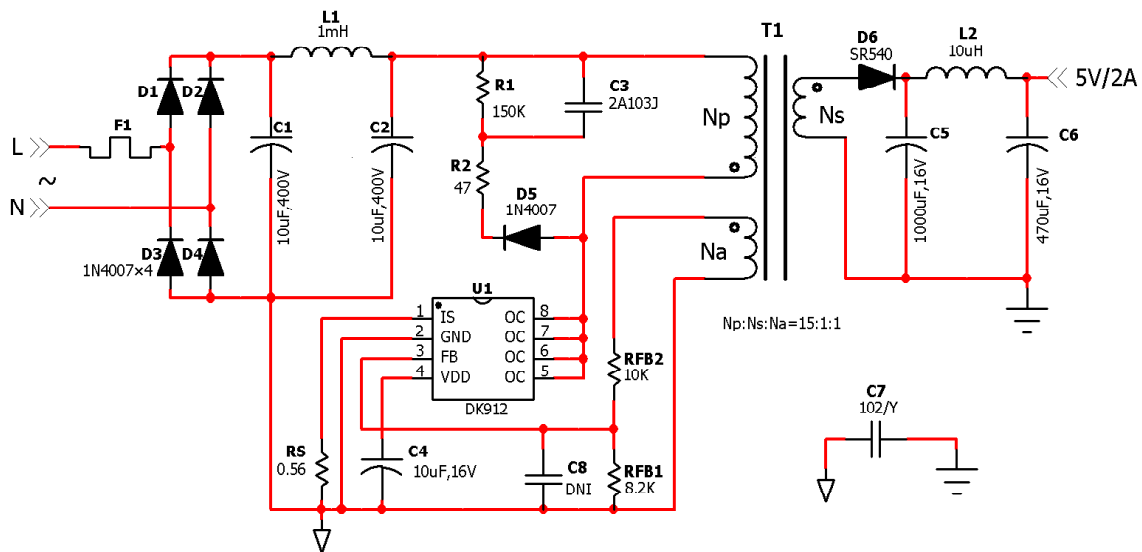 L1
1mH
D1
D2
F1
L
~
N
D3
D4
1N4007×4
C1
10uF,400V
C2
10uF,400V
R1
150K
C3
2A103J
R2
47
D5
1N4007
T1
Np
Ns
Na
Np:Ns:Na=15:1:1
D6
SR540
L2
10uH
5V/2A
C5
1000uF,16V
C6
470uF,16V
U1
1 IS OC 8
2 GND OC 7
3 FB OC 6
4 VDD OC 5
DK912
RS
0.56
C4
10uF,16V
C8
DNI
RFB2
10K
RFB1
8.2K
C7
102/Y